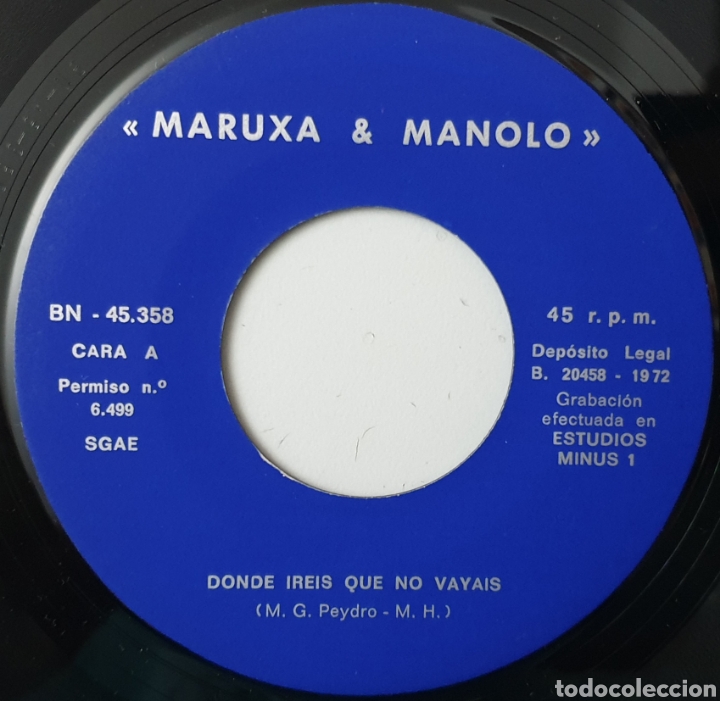 « MARUXA & MANOLO »
BN - 45.358
CARA A
Permiso n.º
6.499
SGAE
45 r. p. m.
Depósito Legal
B. 20458 - 1972
Grabación
efectuada en
ESTUDIOS
MINUS 1
DONDE IREIS QUE NO VAYAIS
(M. G. Peydro - M. H.)
todocoleccion